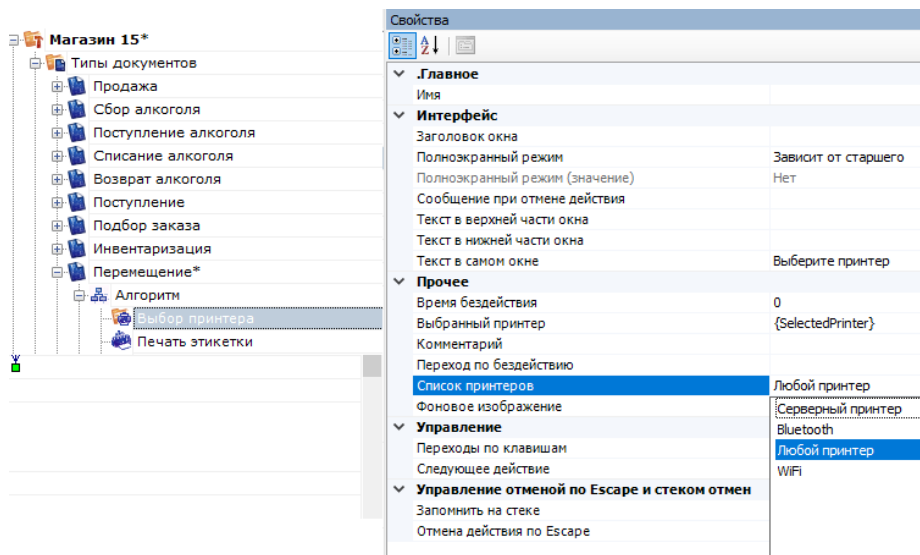 Магазин 15*
Типы документов
Продажа
Сбор алкоголя
Поступление алкоголя
Списание алкоголя
Возврат алкоголя
Поступление
Подбор заказа
Инвентаризация
Перемещение*
Алгоритм
Выбор принтера
Печать этикетки
Свойства
.Главное
Имя
Интерфейс
Заголовок окна
Полноэкранный режим Зависит от старшего
Полноэкранный режим (значение) Нет
Сообщение при отмене действия
Текст в верхней части окна
Текст в нижней части окна
Текст в самом окне Выберите принтер
Прочее
Время бездействия 0
Выбранный принтер {SelectedPrinter}
Комментарий
Переход по бездействию
Список принтеров Любой принтер
Фоновое изображение
Серверный принтер
Bluetooth
Любой принтер
WiFi
Управление
Переходы по клавишам
Следующее действие
Управление отменой по Escape и стеком отмен
Запомнить на стеке
Отмена действия по Escape